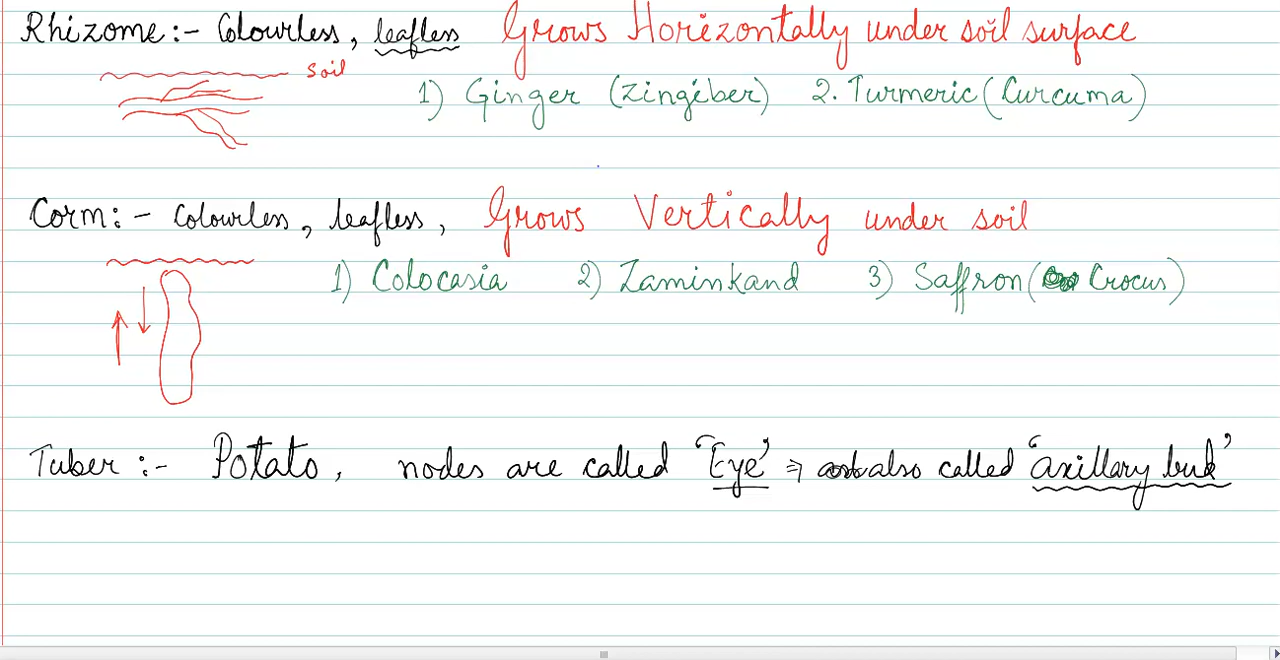 Rhizome:- Colourless, leafless Grows Horizontally under soil surface
soil
1) Ginger (Zingiber) 2. Turmeric (Curcuma)
Corm:- Colourless, leafless, Grows Vertically under soil
1) Colocasia 2) Zaminkand 3) Saffron (Crocus)
Tuber:- Potato, nodes are called 'Eye' ⇒ also called 'axillary bud'